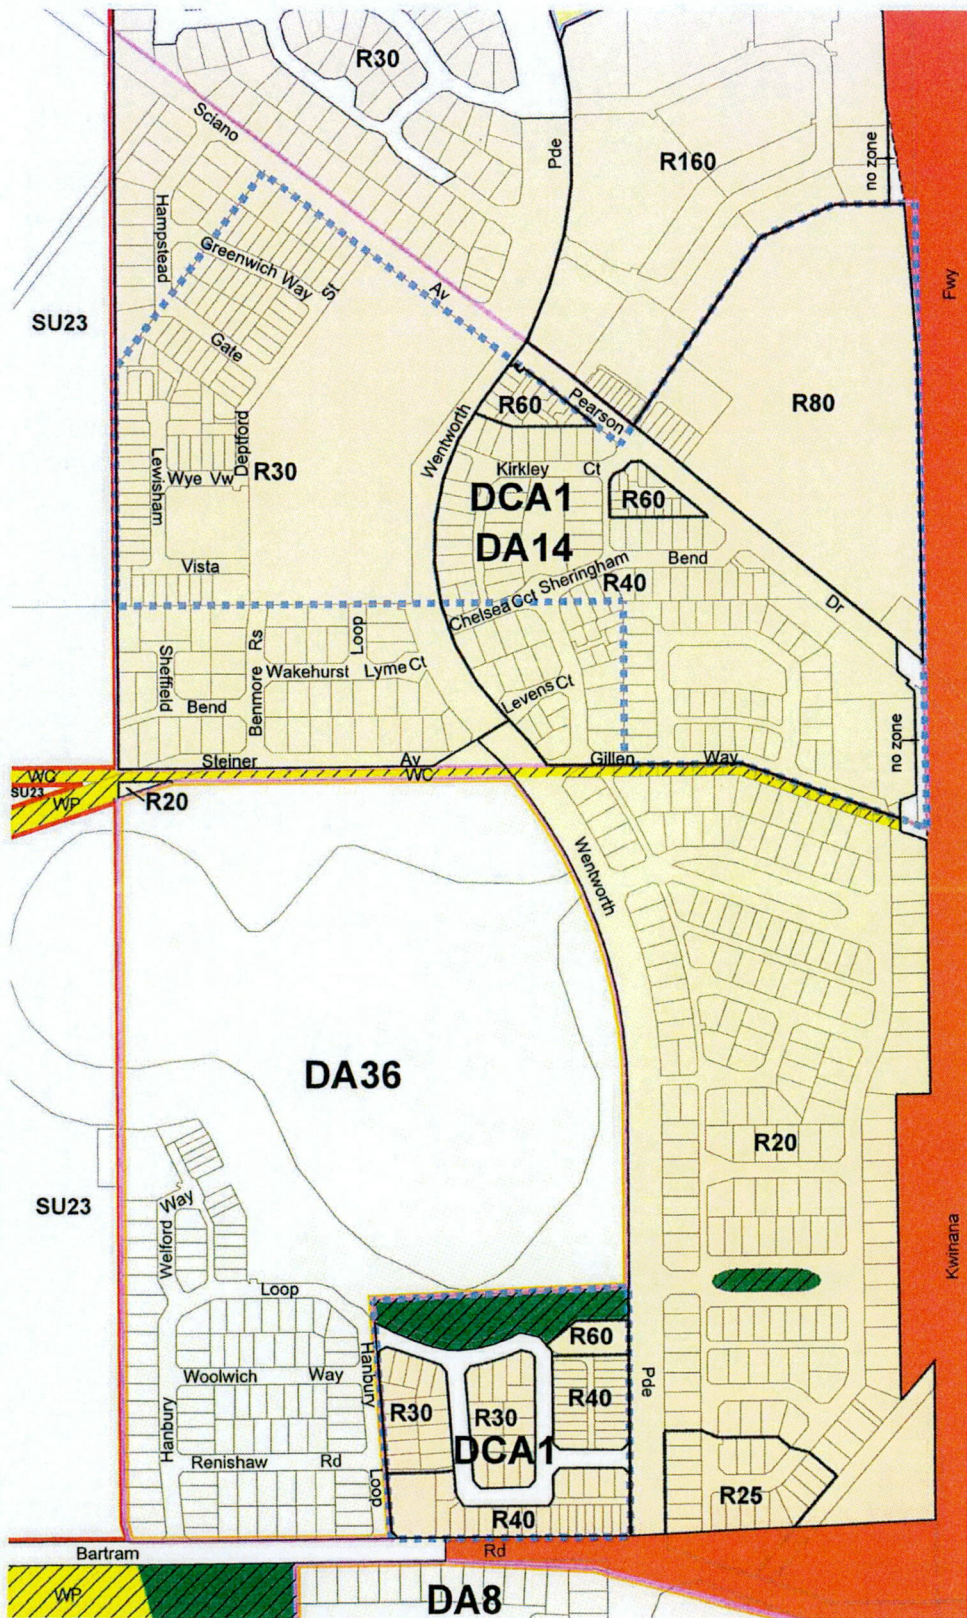 R30
Sciano
Pde
R160
no zone
Hampstead
Greenwich Way
St
Av
Fwy
SU23
Gate
Pearson
R60
R80
Wentworth
Deptford
R30
Kirkley Ct
Lewisham
Wye Vw
DCA1
R60
DA14
Vista
Bend
Sheringham
R40
Chelsea Cct
Dr
Rs
Loop
Sheffield
Wakehurst
Lyme Ct
Benmore
Levens Ct
Bend
no zone
Steiner Av
Gillen Way
WC
WC
SU23
WP
R20
Wentworth
DA36
R20
SU23
Way
Welford
Kwinana
Loop
R60
Hanbury
Woolwich Way
Pde
R40
R30
R30
Hanbury
DCA1
Renishaw Rd
Loop
R25
R40
Bartram Rd
WP
DA8